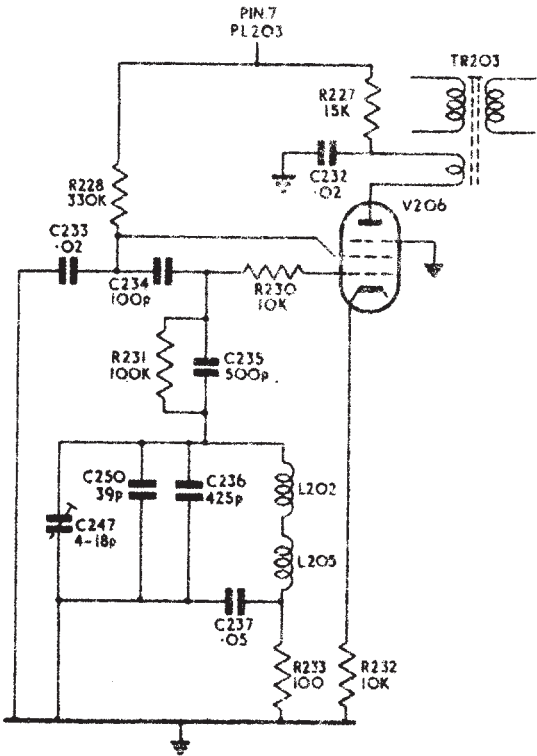 PIN.7
PL203
TR203
R227
15K
C232
.02
V206
R228
330K
C233
.02
C234
100p
R230
10K
R231
100K
C235
500p
C250
39p
C236
425p
L202
C247
4-18p
L205
C237
.05
R233
100
R232
10K